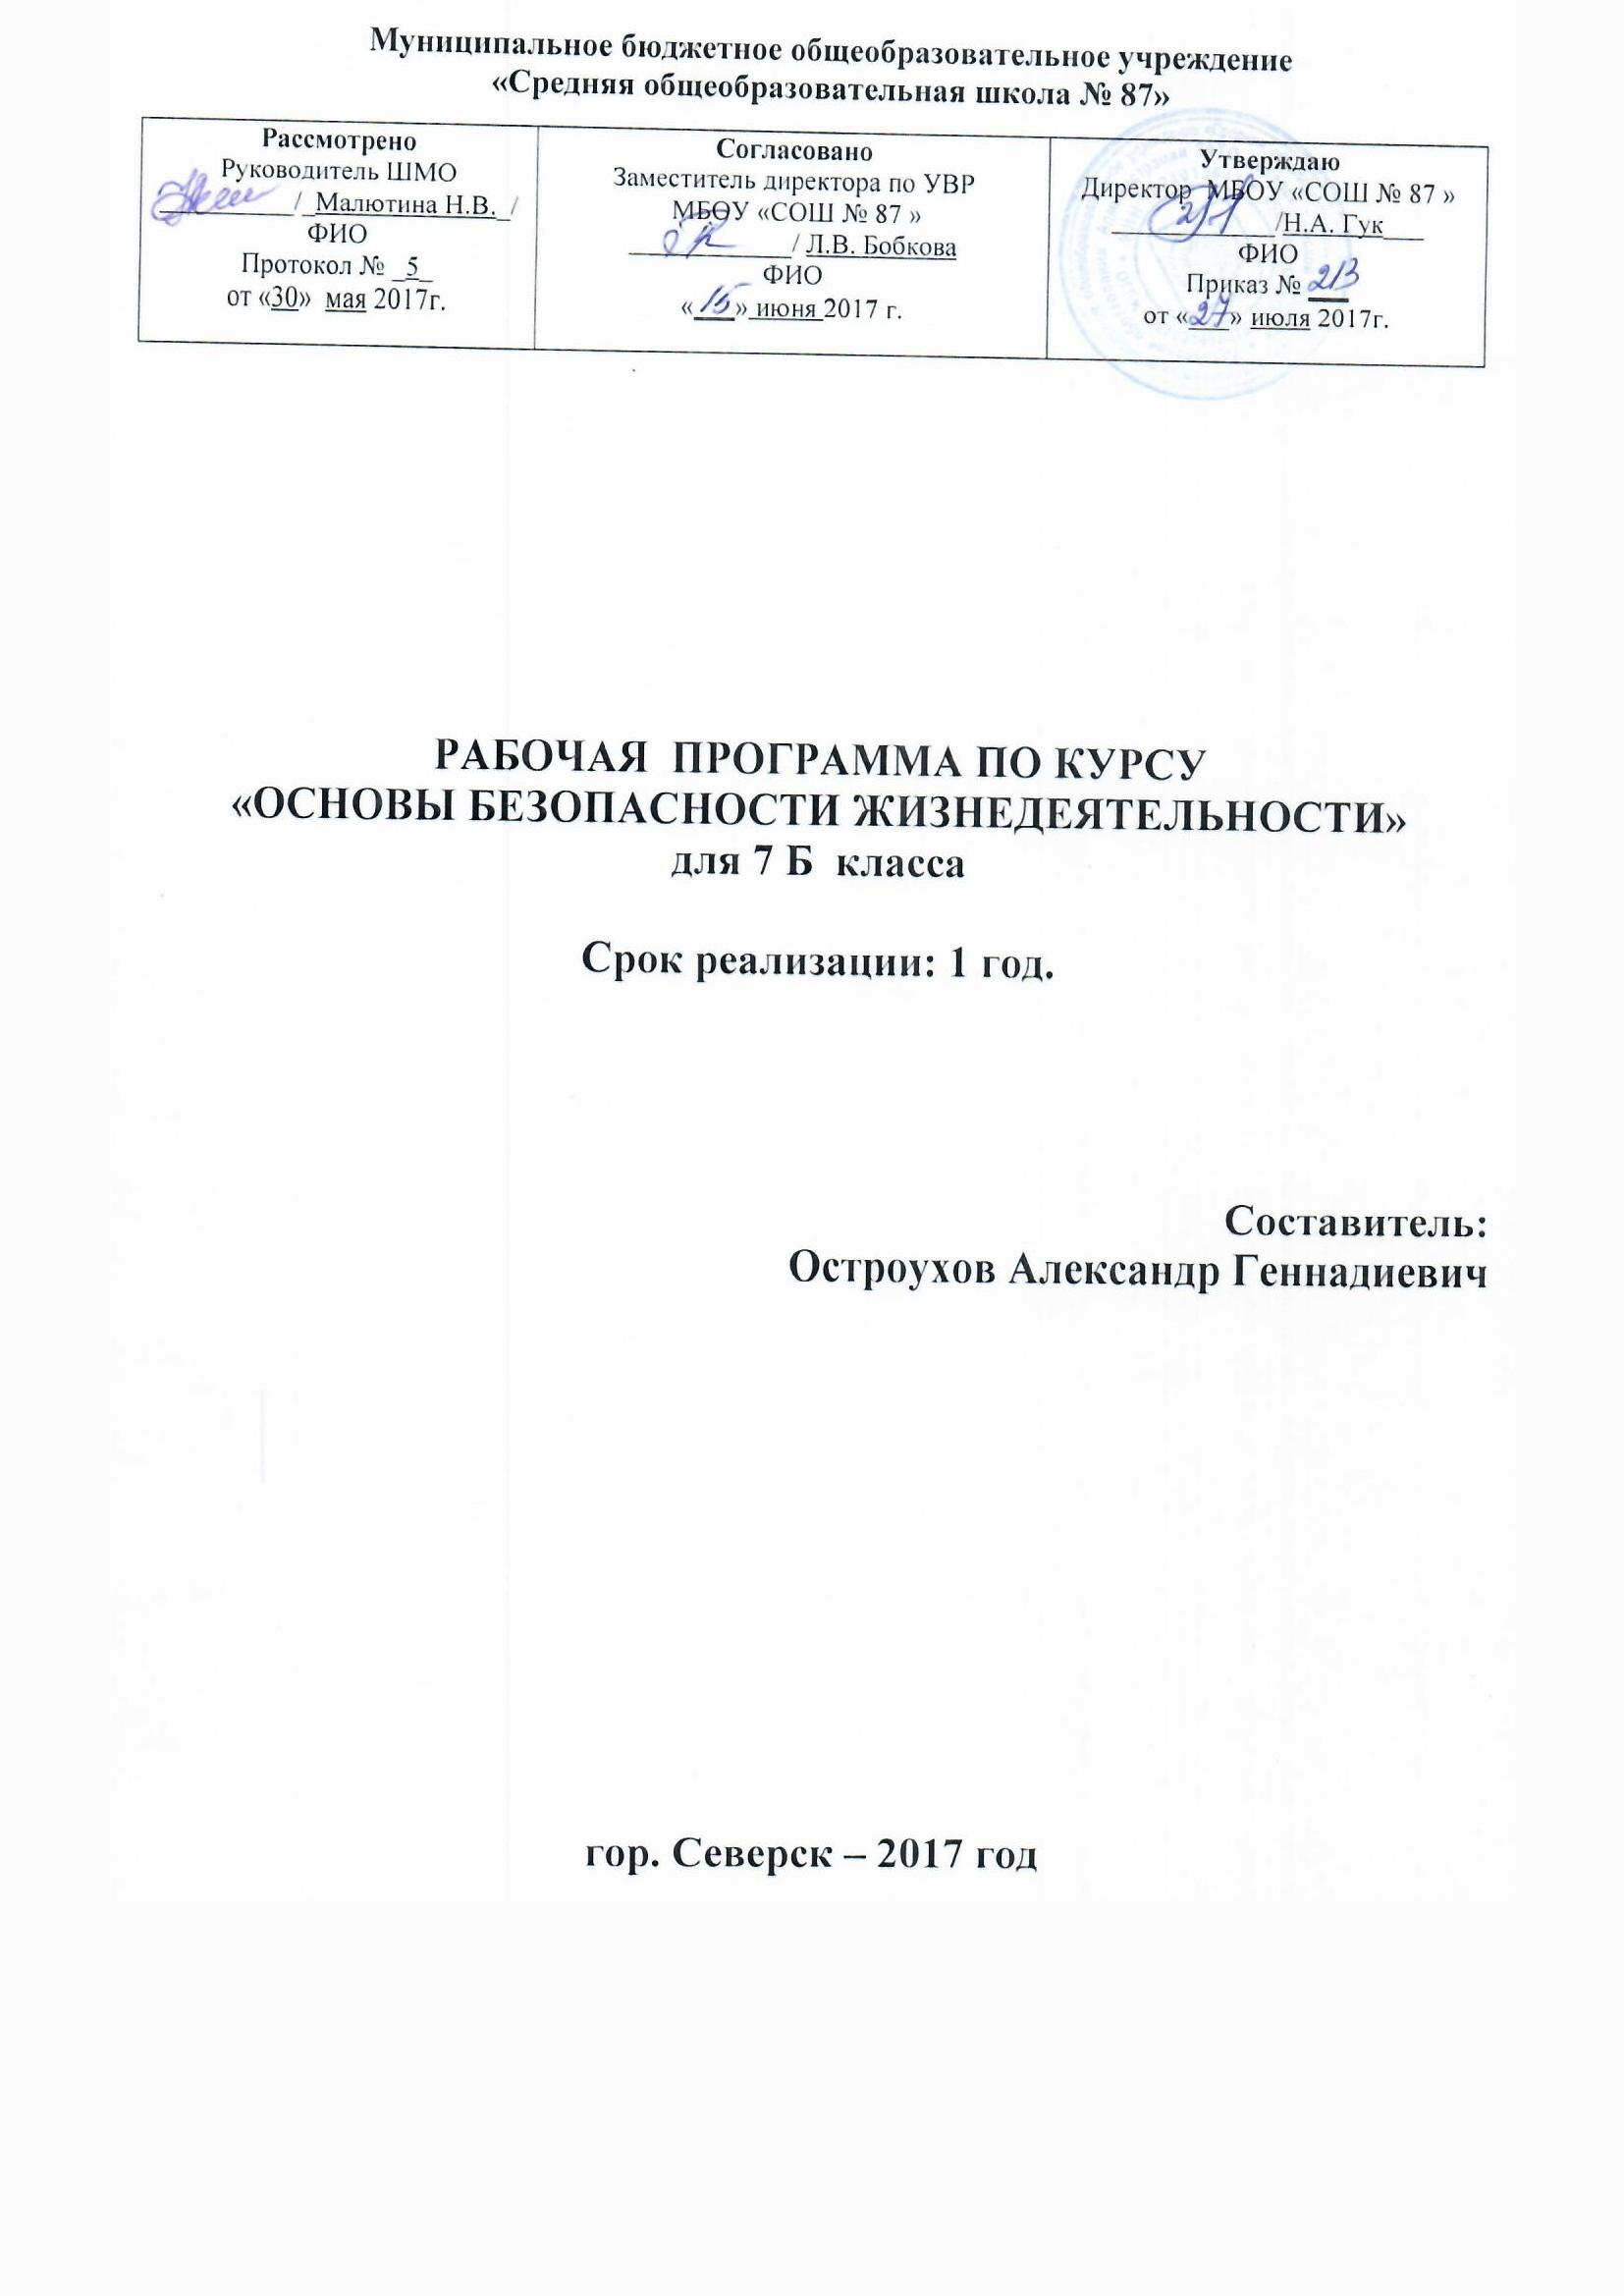 Муниципальное бюджетное общеобразовательное учреждение
«Средняя общеобразовательная школа № 87»
Рассмотрено
Руководитель ШМО
/ Малютина Н.В. /
ФИО
Протокол № 5
от «30» мая 2017г.
Согласовано
Заместитель директора по УВР
МБОУ «СОШ № 87 »
/ Л.В. Бобкова
ФИО
«15» июня 2017 г.
Утверждаю
Директор МБОУ «СОШ № 87 »
/Н.А. Гук
ФИО
Приказ № 213
от «27» июля 2017г.
РАБОЧАЯ ПРОГРАММА ПО КУРСУ
«ОСНОВЫ БЕЗОПАСНОСТИ ЖИЗНЕДЕЯТЕЛЬНОСТИ»
для 7 Б класса
Срок реализации: 1 год.
Составитель:
Остроухов Александр Геннадиевич
гор. Северск – 2017 год